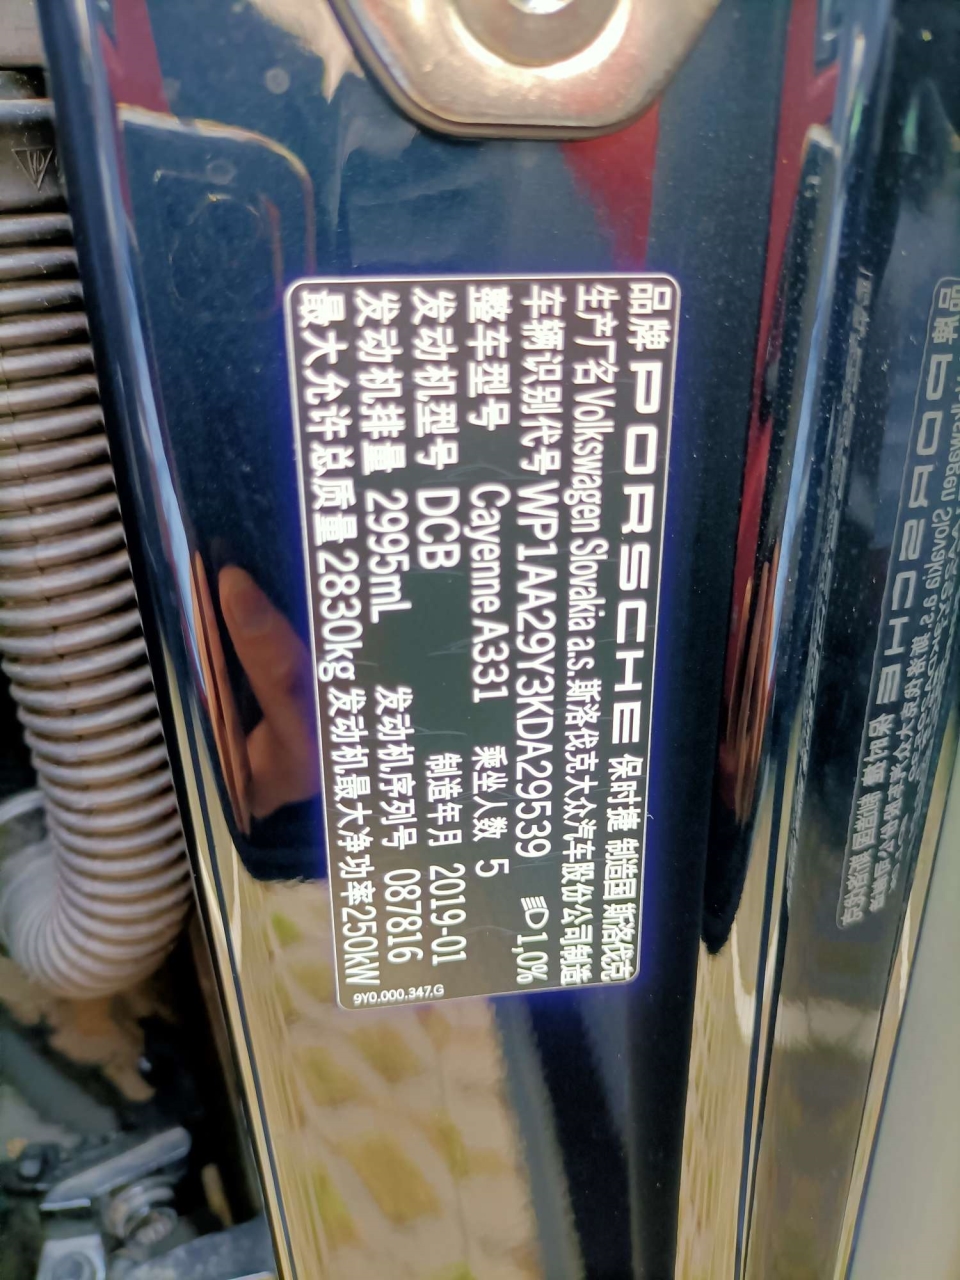 品牌 PORSCHE 保时捷 制造国 斯洛伐克
生产厂名 Volkswagen Slovakia a.s. 斯洛伐克大众汽车股份公司制造
车辆识别代号 WP1AA29Y3KDA29539 1,0%
整车型号 Cayenne A331 乘坐人数 5
发动机型号 DCB 制造年月 2019-01
发动机排量 2995mL 发动机序列号 087816
最大允许总质量 2830kg 发动机最大净功率250kW
9Y0.000.347.G